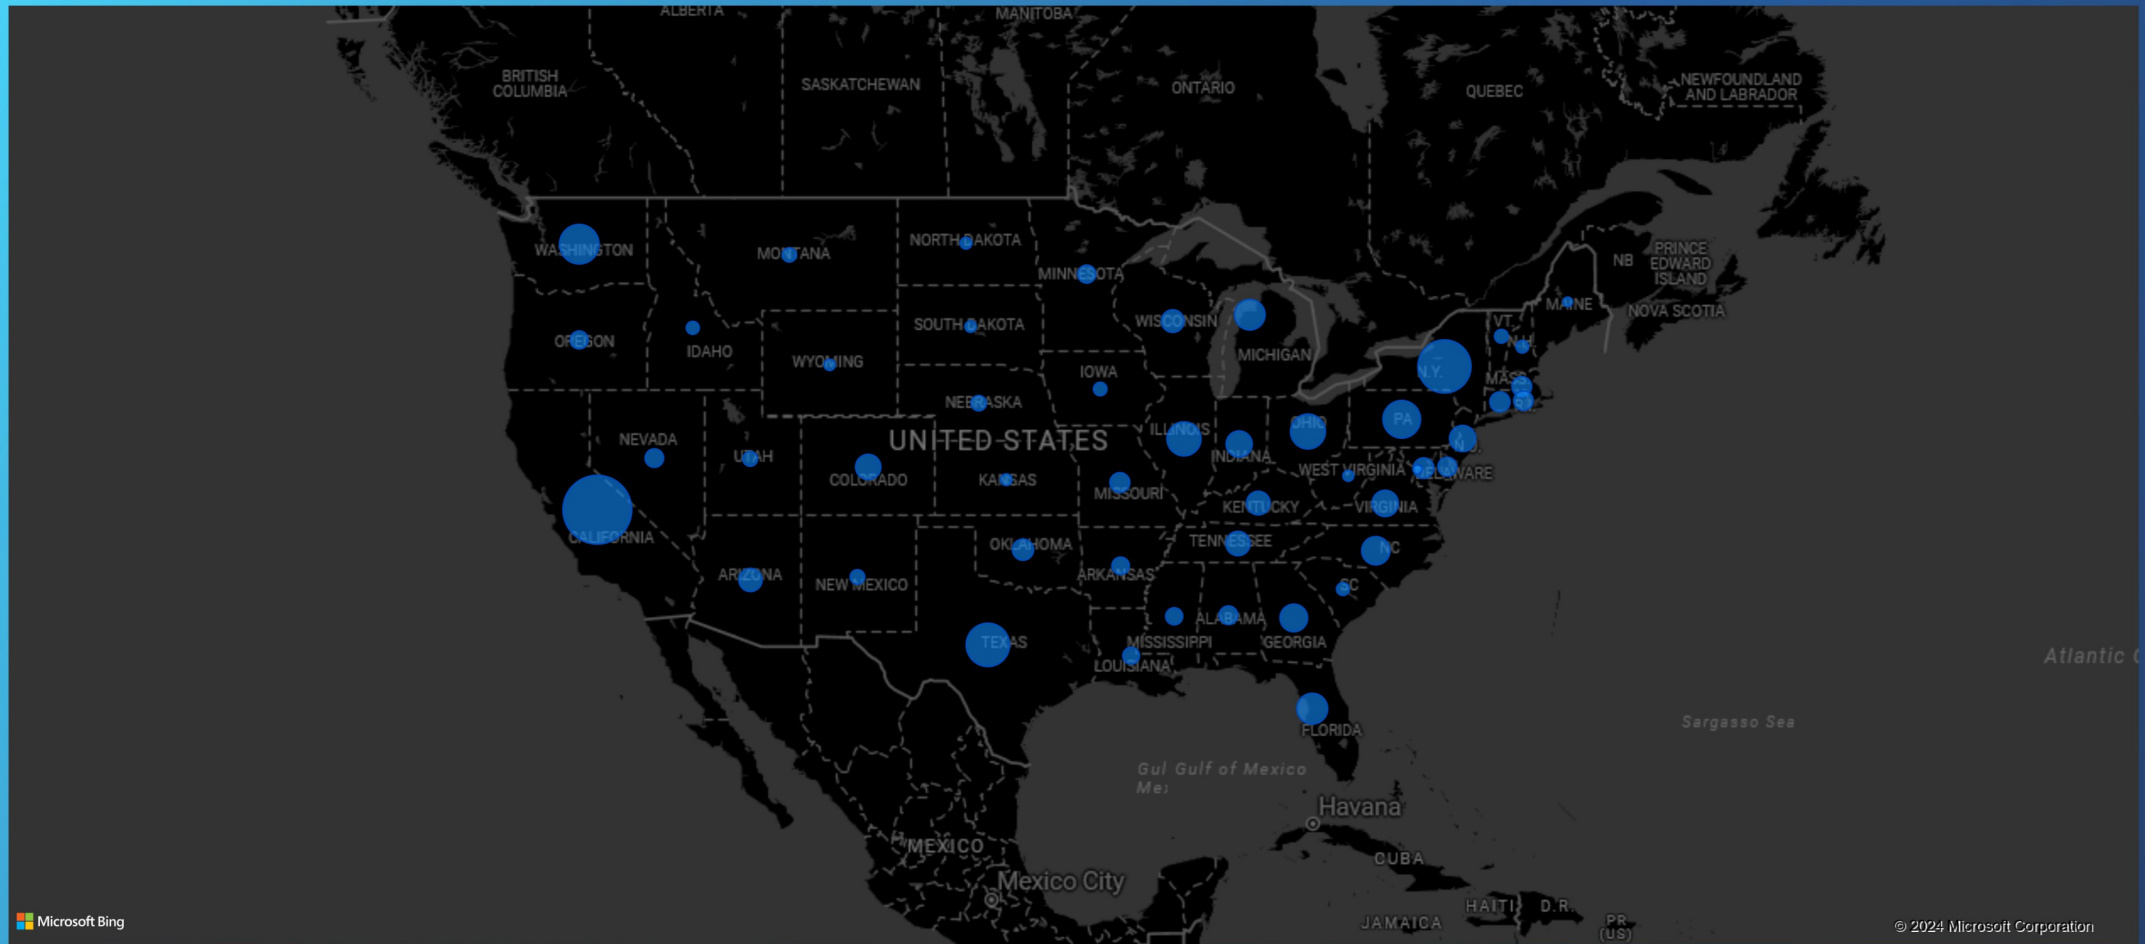 ALBERTA
MANITOBA
BRITISH
COLUMBIA
SASKATCHEWAN
ONTARIO
QUEBEC
NEWFOUNDLAND
AND LABRADOR
WASHINGTON
MONTANA
NORTH DAKOTA
MINNESOTA
NB
PRINCE
EDWARD
ISLAND
MAINE
NOVA SCOTIA
OREGON
IDAHO
SOUTH DAKOTA
WISCONSIN
MICHIGAN
VT.
N.H.
WYOMING
IOWA
N.Y.
MASS.
NEBRASKA
R.I.
NEVADA
UTAH
UNITED STATES
ILLINOIS
INDIANA
OHIO
PA
N.J.
COLORADO
KANSAS
MISSOURI
WEST VIRGINIA
DELAWARE
KENTUCKY
VIRGINIA
CALIFORNIA
OKLAHOMA
TENNESSEE
NC
ARIZONA
NEW MEXICO
ARKANSAS
SC
TEXAS
MISSISSIPPI
ALABAMA
GEORGIA
LOUISIANA
Atlantic
FLORIDA
Sargasso Sea
Gul Gulf of Mexico
Havana
MEXICO
CUBA
Mexico City
HAITI
D.R.
JAMAICA
PR
(US)
Microsoft Bing
© 2024 Microsoft Corporation